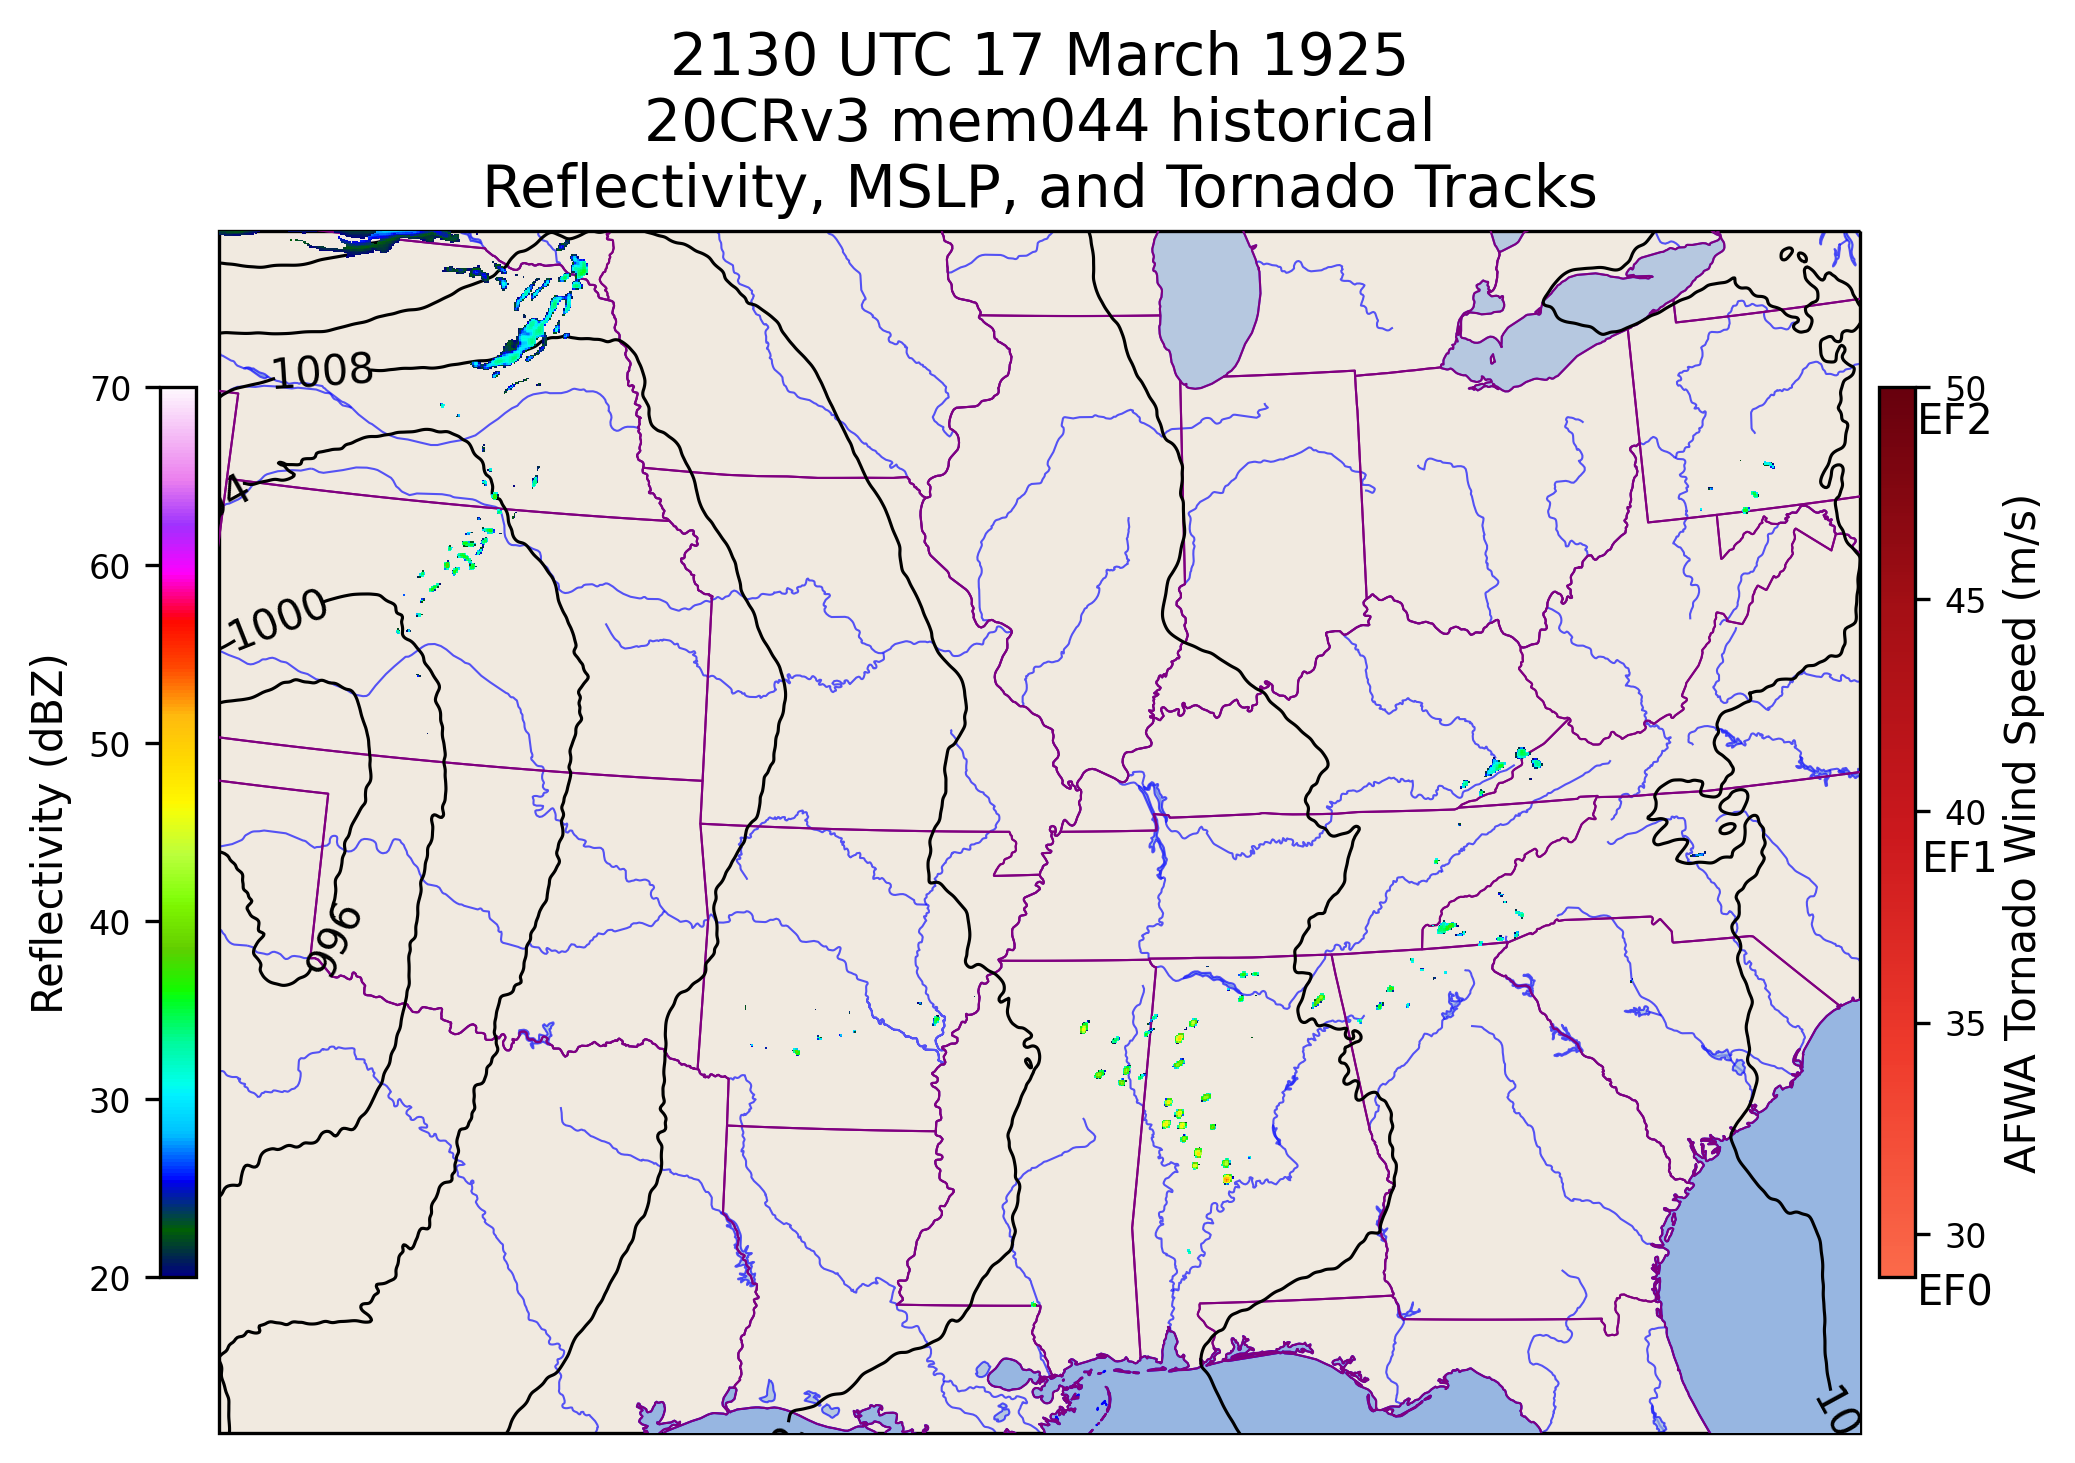 2130 UTC 17 March 1925
20CRv3 mem044 historical
Reflectivity, MSLP, and Tornado Tracks
70
60
50
40
30
20
Reflectivity (dBZ)
1008
4
1000
996
10
50
EF2
45
40
EF1
35
30
EF0
AFWA Tornado Wind Speed (m/s)